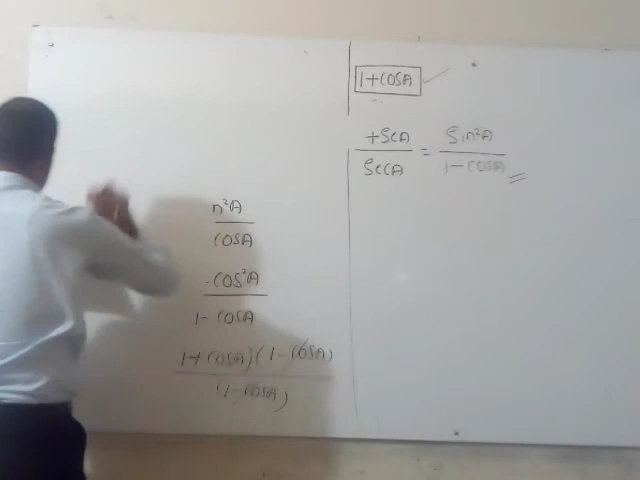 n²A
COSA
- COS²A
1 - COSA
1+COSA) (1 - COSA)
(1 - COSA)
1+COSA ✓
+SCA = Sin²A
SecA 1 - COSA